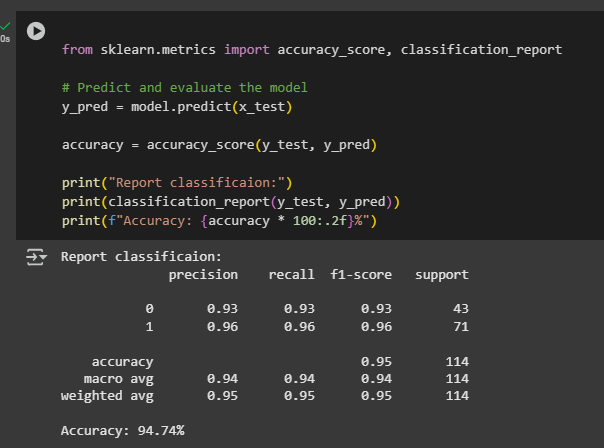 0s
from sklearn.metrics import accuracy_score, classification_report
# Predict and evaluate the model
y_pred = model.predict(x_test)
accuracy = accuracy_score(y_test, y_pred)
print("Report classificaion:")
print(classification_report(y_test, y_pred))
print(f"Accuracy: {accuracy * 100:.2f}%")
Report classificaion:
precision recall f1-score support
0 0.93 0.93 0.93 43
1 0.96 0.96 0.96 71
accuracy 0.95 114
macro avg 0.94 0.94 0.94 114
weighted avg 0.95 0.95 0.95 114
Accuracy: 94.74%